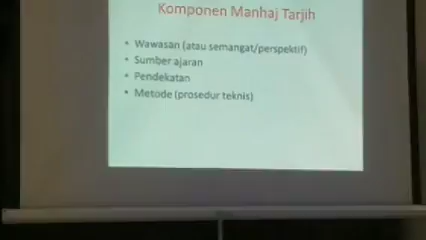 Komponen Manhaj Tarjih
• Wawasan (atau semangat/perspektif)
• Sumber ajaran
• Pendekatan
• Metode (prosedur teknis)